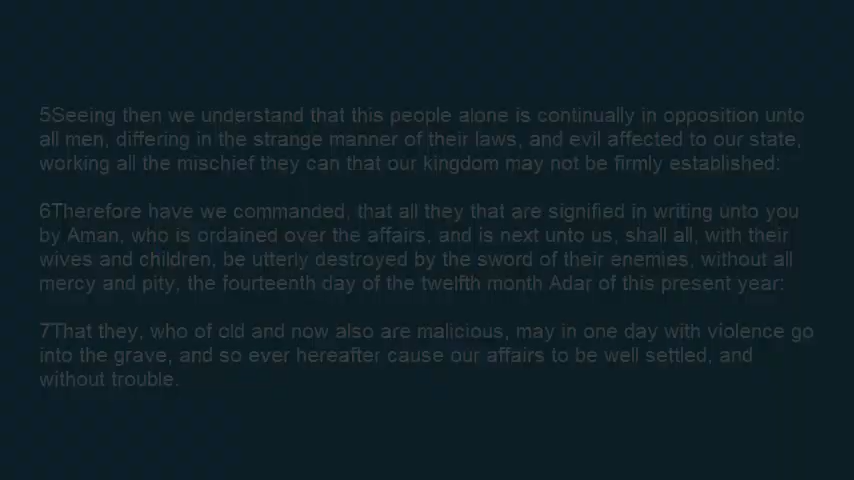 5Seeing then we understand that this people alone is continually in opposition unto
all men, differing in the strange manner of their laws, and evil affected to our state,
working all the mischief they can that our kingdom may not be firmly established:
6Therefore have we commanded, that all they that are signified in writing unto you
by Aman, who is ordained over the affairs, and is next unto us, shall all, with their
wives and children, be utterly destroyed by the sword of their enemies, without all
mercy and pity, the fourteenth day of the twelfth month Adar of this present year:
7That they, who of old and now also are malicious, may in one day with violence go
into the grave, and so ever hereafter cause our affairs to be well settled, and
without trouble.